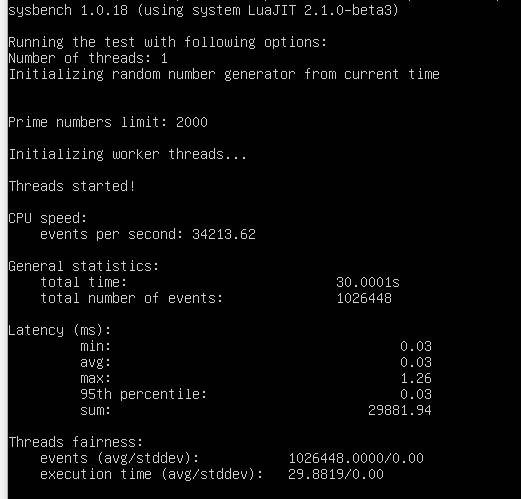 sysbench 1.0.18 (using system LuaJIT 2.1.0-beta3)
Running the test with following options:
Number of threads: 1
Initializing random number generator from current time
Prime numbers limit: 2000
Initializing worker threads...
Threads started!
CPU speed:
events per second: 34213.62
General statistics:
total time: 30.0001s
total number of events: 1026448
Latency (ms):
min: 0.03
avg: 0.03
max: 1.26
95th percentile: 0.03
sum: 29881.94
Threads fairness:
events (avg/stddev): 1026448.0000/0.00
execution time (avg/stddev): 29.8819/0.00